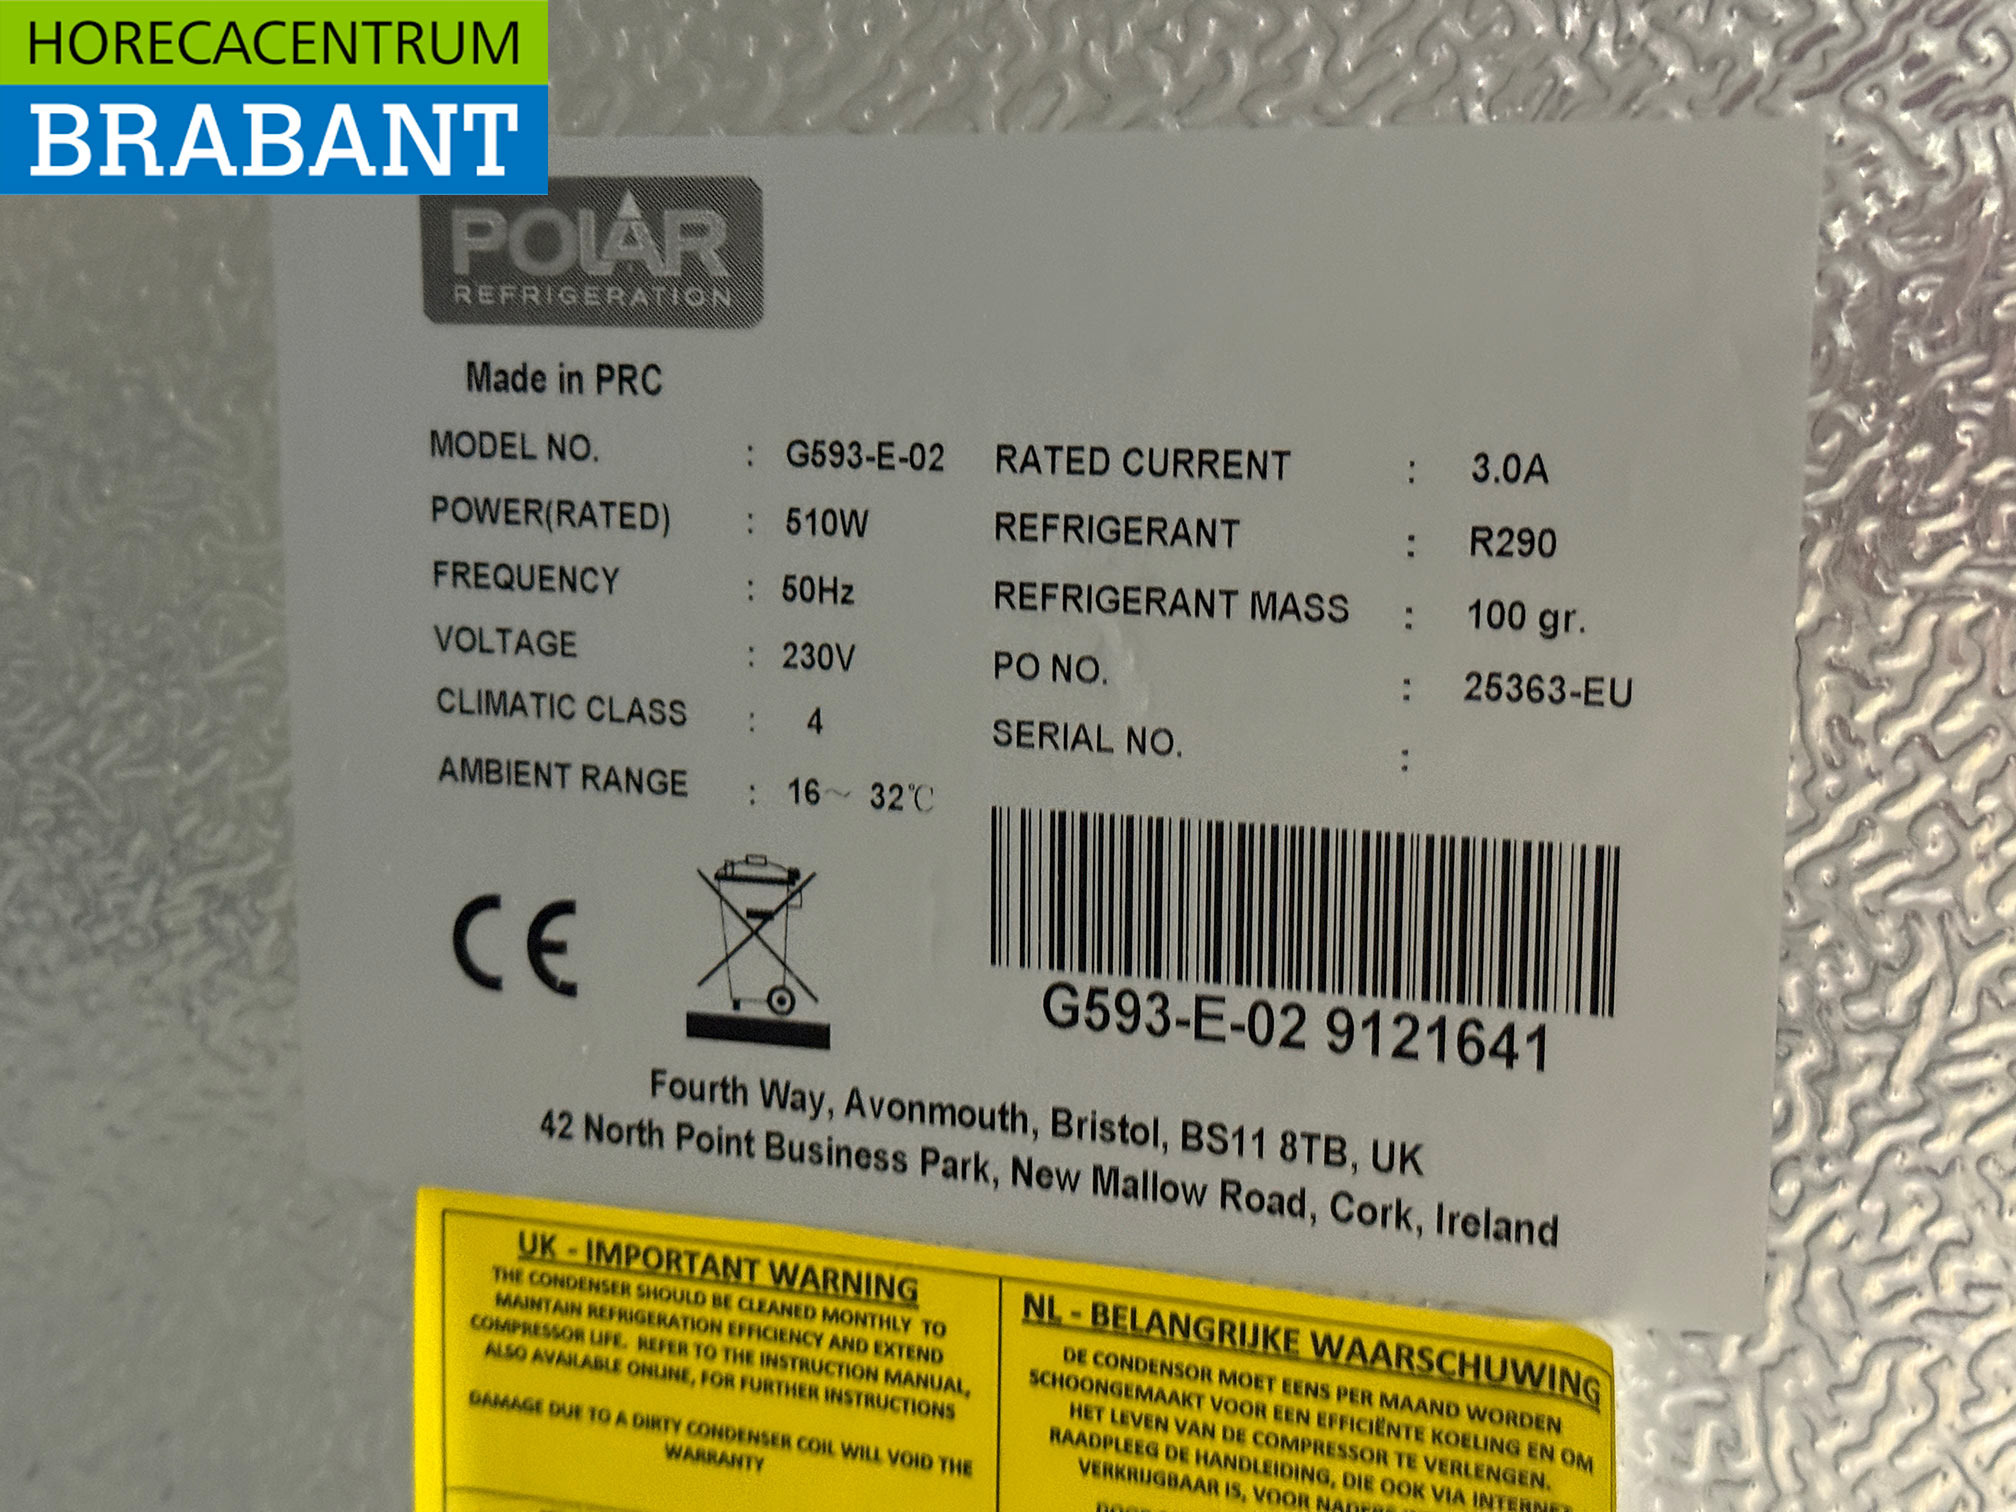 HORECACENTRUM
BRABANT
POLAR
REFRIGERATION
Made in PRC
MODEL NO. : G593-E-02
POWER(RATED) : 510W
FREQUENCY : 50Hz
VOLTAGE : 230V
CLIMATIC CLASS : 4
AMBIENT RANGE : 16~ 32℃
RATED CURRENT : 3.0A
REFRIGERANT : R290
REFRIGERANT MASS : 100 gr.
PO NO. : 25363-EU
SERIAL NO. :
CE
G593-E-02 9121641
Fourth Way, Avonmouth, Bristol, BS11 8TB, UK
42 North Point Business Park, New Mallow Road, Cork, Ireland
UK - IMPORTANT WARNING
THE CONDENSER SHOULD BE CLEANED MONTHLY TO
MAINTAIN REFRIGERATION EFFICIENCY AND EXTEND
COMPRESSOR LIFE. REFER TO THE INSTRUCTION MANUAL,
ALSO AVAILABLE ONLINE, FOR FURTHER INSTRUCTIONS
DAMAGE DUE TO A DIRTY CONDENSER COIL WILL VOID THE
WARRANTY
NL - BELANGRIJKE WAARSCHUWING
DE CONDENSOR MOET EENS PER MAAND WORDEN
SCHOONGEMAAKT VOOR EEN EFFICIËNTE KOELING EN OM
HET LEVEN VAN DE COMPRESSOR TE VERLENGEN.
RAADPLEEG DE HANDLEIDING, DIE OOK VIA INTERNET
VERKRIJGBAAR IS, VOOR